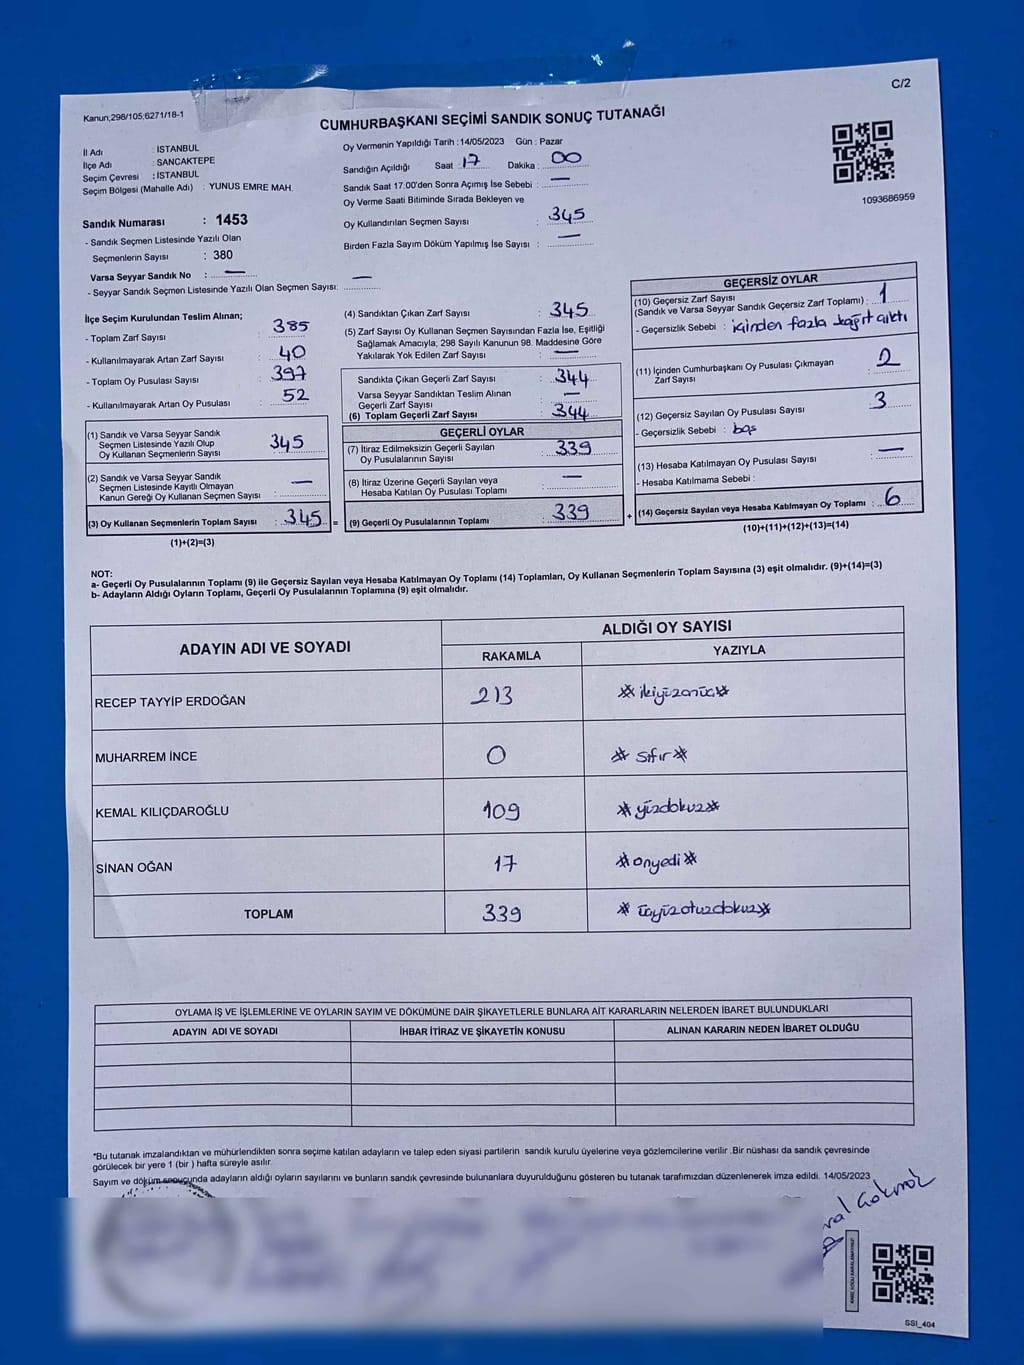 C/2
Kanun,298/105,6271/18-1
CUMHURBAŞKANI SEÇİMİ SANDIK SONUÇ TUTANAĞI
İl Adı : ISTANBUL
İlçe Adı : SANCAKTEPE
Seçim Çevresi : ISTANBUL
Seçim Bölgesi (Mahalle Adı) : YUNUS EMRE MAH.
Sandık Numarası : 1453
- Sandık Seçmen Listesinde Yazılı Olan
Seçmenlerin Sayısı : 380
Varsa Seyyar Sandık No : —
- Seyyar Sandık Seçmen Listesinde Yazılı Olan Seçmen Sayısı: —
Oy Vermenin Yapıldığı Tarih :14/05/2023 Gün : Pazar
Sandığın Açıldığı Saat : 17 Dakika : 00
Sandık Saat 17:00'den Sonra Açımış İse Sebebi : —
Oy Verme Saati Bitiminde Sırada Bekleyen ve
Oy Kullandırılan Seçmen Sayısı : 345
Birden Fazla Sayım Döküm Yapılmış İse Sayısı : —
1093686959
İlçe Seçim Kurulundan Teslim Alınan;
- Toplam Zarf Sayısı : 385
- Kullanılmayarak Artan Zarf Sayısı : 40
- Toplam Oy Pusulası Sayısı : 397
- Kullanılmayarak Artan Oy Pusulası : 52
(1) Sandık ve Varsa Seyyar Sandık
Seçmen Listesinde Yazılı Olup
Oy Kullanan Seçmenlerin Sayısı : 345
(2) Sandık ve Varsa Seyyar Sandık
Seçmen Listesinde Kayıtlı Olmayan
Kanun Gereği Oy Kullanan Seçmen Sayısı : —
(3) Oy Kullanan Seçmenlerin Toplam Sayısı : 345 =
(1)+(2)=(3)
(4) Sandıktan Çıkan Zarf Sayısı : 345
(5) Zarf Sayısı Oy Kullanan Seçmen Sayısından Fazla İse, Eşitliği
Sağlamak Amacıyla; 298 Sayılı Kanunun 98. Maddesine Göre
Yakılarak Yok Edilen Zarf Sayısı : —
Sandıkta Çıkan Geçerli Zarf Sayısı : 344
Varsa Seyyar Sandıktan Teslim Alınan
Geçerli Zarf Sayısı : —
(6) Toplam Geçerli Zarf Sayısı : 344
GEÇERLİ OYLAR
(7) İtiraz Edilmeksizin Geçerli Sayılan
Oy Pusulalarının Sayısı : 339
(8) İtiraz Üzerine Geçerli Sayılan veya
Hesaba Katılan Oy Pusulası Toplamı : —
(9) Geçerli Oy Pusulalarının Toplamı : 339 +
GEÇERSİZ OYLAR
(10) Geçersiz Zarf Sayısı
(Sandık ve Varsa Seyyar Sandık Geçersiz Zarf Toplamı) : 1
- Geçersizlik Sebebi : içinden fazla kağıt çıktı
(11) İçinden Cumhurbaşkanı Oy Pusulası Çıkmayan
Zarf Sayısı : 2
(12) Geçersiz Sayılan Oy Pusulası Sayısı : 3
- Geçersizlik Sebebi : boş
(13) Hesaba Katılmayan Oy Pusulası Sayısı : —
- Hesaba Katılmama Sebebi :
(14) Geçersiz Sayılan veya Hesaba Katılmayan Oy Toplamı : 6
(10)+(11)+(12)+(13)=(14)
NOT:
a- Geçerli Oy Pusulalarının Toplamı (9) ile Geçersiz Sayılan veya Hesaba Katılmayan Oy Toplamı (14) Toplamları, Oy Kullanan Seçmenlerin Toplam Sayısına (3) eşit olmalıdır. (9)+(14)=(3)
b- Adayların Aldığı Oyların Toplamı, Geçerli Oy Pusulalarının Toplamına (9) eşit olmalıdır.
ADAYIN ADI VE SOYADI
ALDIĞI OY SAYISI
RAKAMLA YAZIYLA
RECEP TAYYİP ERDOĞAN 213 # ikiyüzonüç #
MUHARREM İNCE 0 # sıfır #
KEMAL KILIÇDAROĞLU 109 # yüzdokuz #
SİNAN OĞAN 17 # onyedi #
TOPLAM 339 # üçyüzotuzdokuz #
OYLAMA İŞ VE İŞLEMLERİNE VE OYLARIN SAYIM VE DÖKÜMÜNE DAİR ŞİKAYETLERLE BUNLARA AİT KARARLARIN NELERDEN İBARET BULUNDUKLARI
ADAYIN ADI VE SOYADI İHBAR İTİRAZ VE ŞİKAYETİN KONUSU ALINAN KARARIN NEDEN İBARET OLDUĞU
*Bu tutanak imzalandıktan ve mühürlendikten sonra seçime katılan adayların ve talep eden siyasi partilerin sandık kurulu üyelerine veya gözlemcilerine verilir .Bir nüshası da sandık çevresinde
görülecek bir yere 1 (bir ) hafta süreyle asılır.
Sayım ve döküm sonucunda adayların aldığı oyların sayılarını ve bunların sandık çevresinde bulunanlara duyurulduğunu gösteren bu tutanak tarafımızdan düzenlenerek imza edildi. 14/05/2023
SSI_404